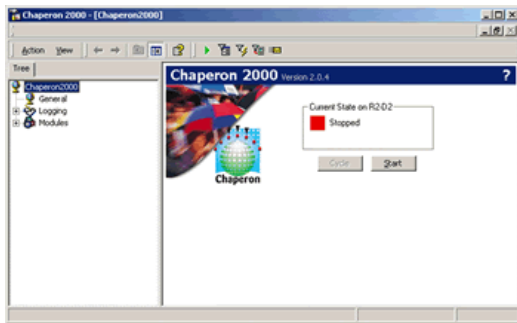 Chaperon 2000 - [Chaperon2000]
Action View
Tree
Chaperon 2000 Version 2.0.4 ?
Chaperon2000
General
Logging
Modules
Current State on R2-D2
Stopped
Cycle Start
Chaperon